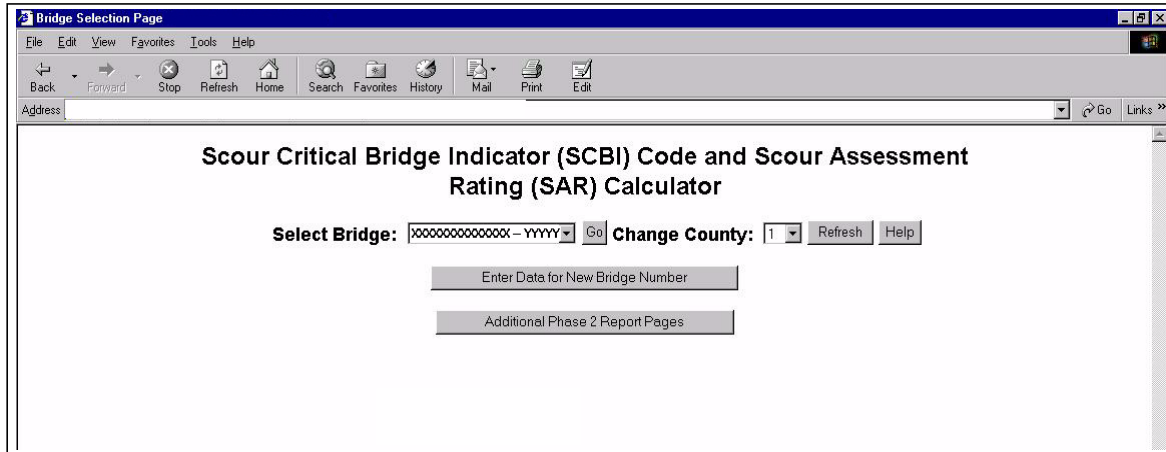 Bridge Selection Page
File Edit View Favorites Tools Help
Back Forward Stop Refresh Home Search Favorites History Mail Print Edit
Address Go Links »
Scour Critical Bridge Indicator (SCBI) Code and Scour Assessment
Rating (SAR) Calculator
Select Bridge: XXXXXXXXXXXXX – YYYYY Go Change County: 1 Refresh Help
Enter Data for New Bridge Number
Additional Phase 2 Report Pages